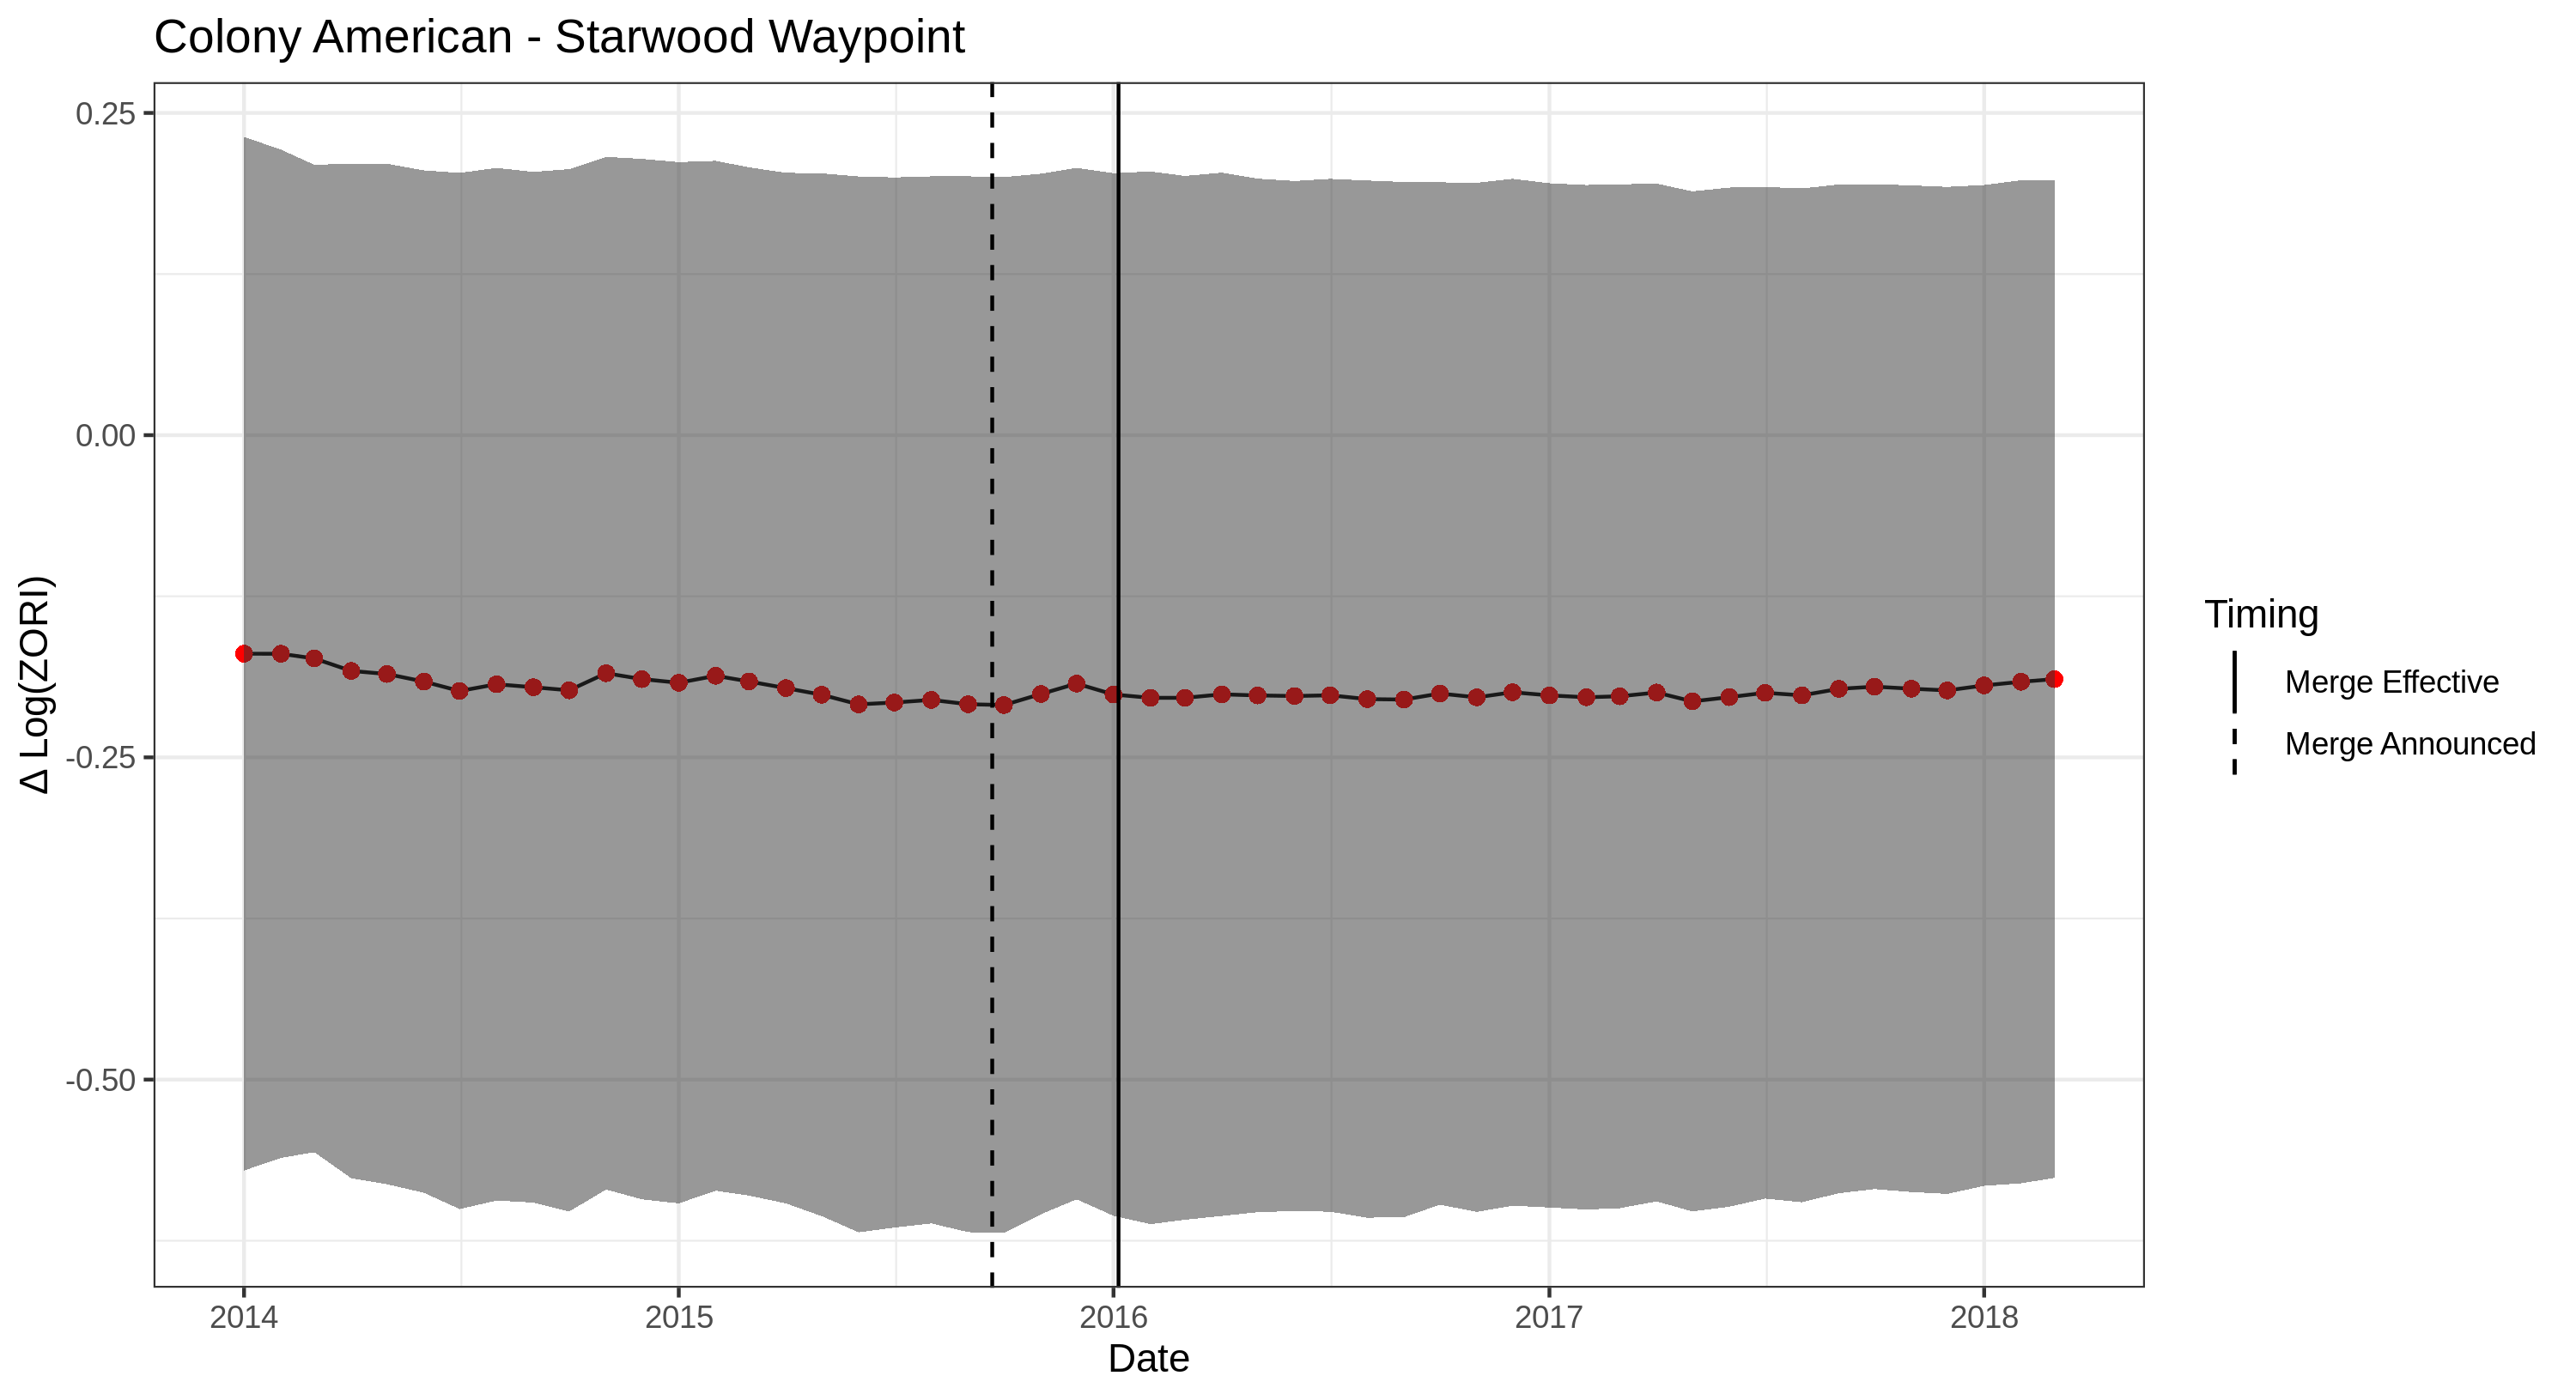 Colony American - Starwood Waypoint
0.25
0.00
-0.25
-0.50
Δ Log(ZORI)
2014
2015
2016
2017
2018
Date
Timing
Merge Effective
Merge Announced